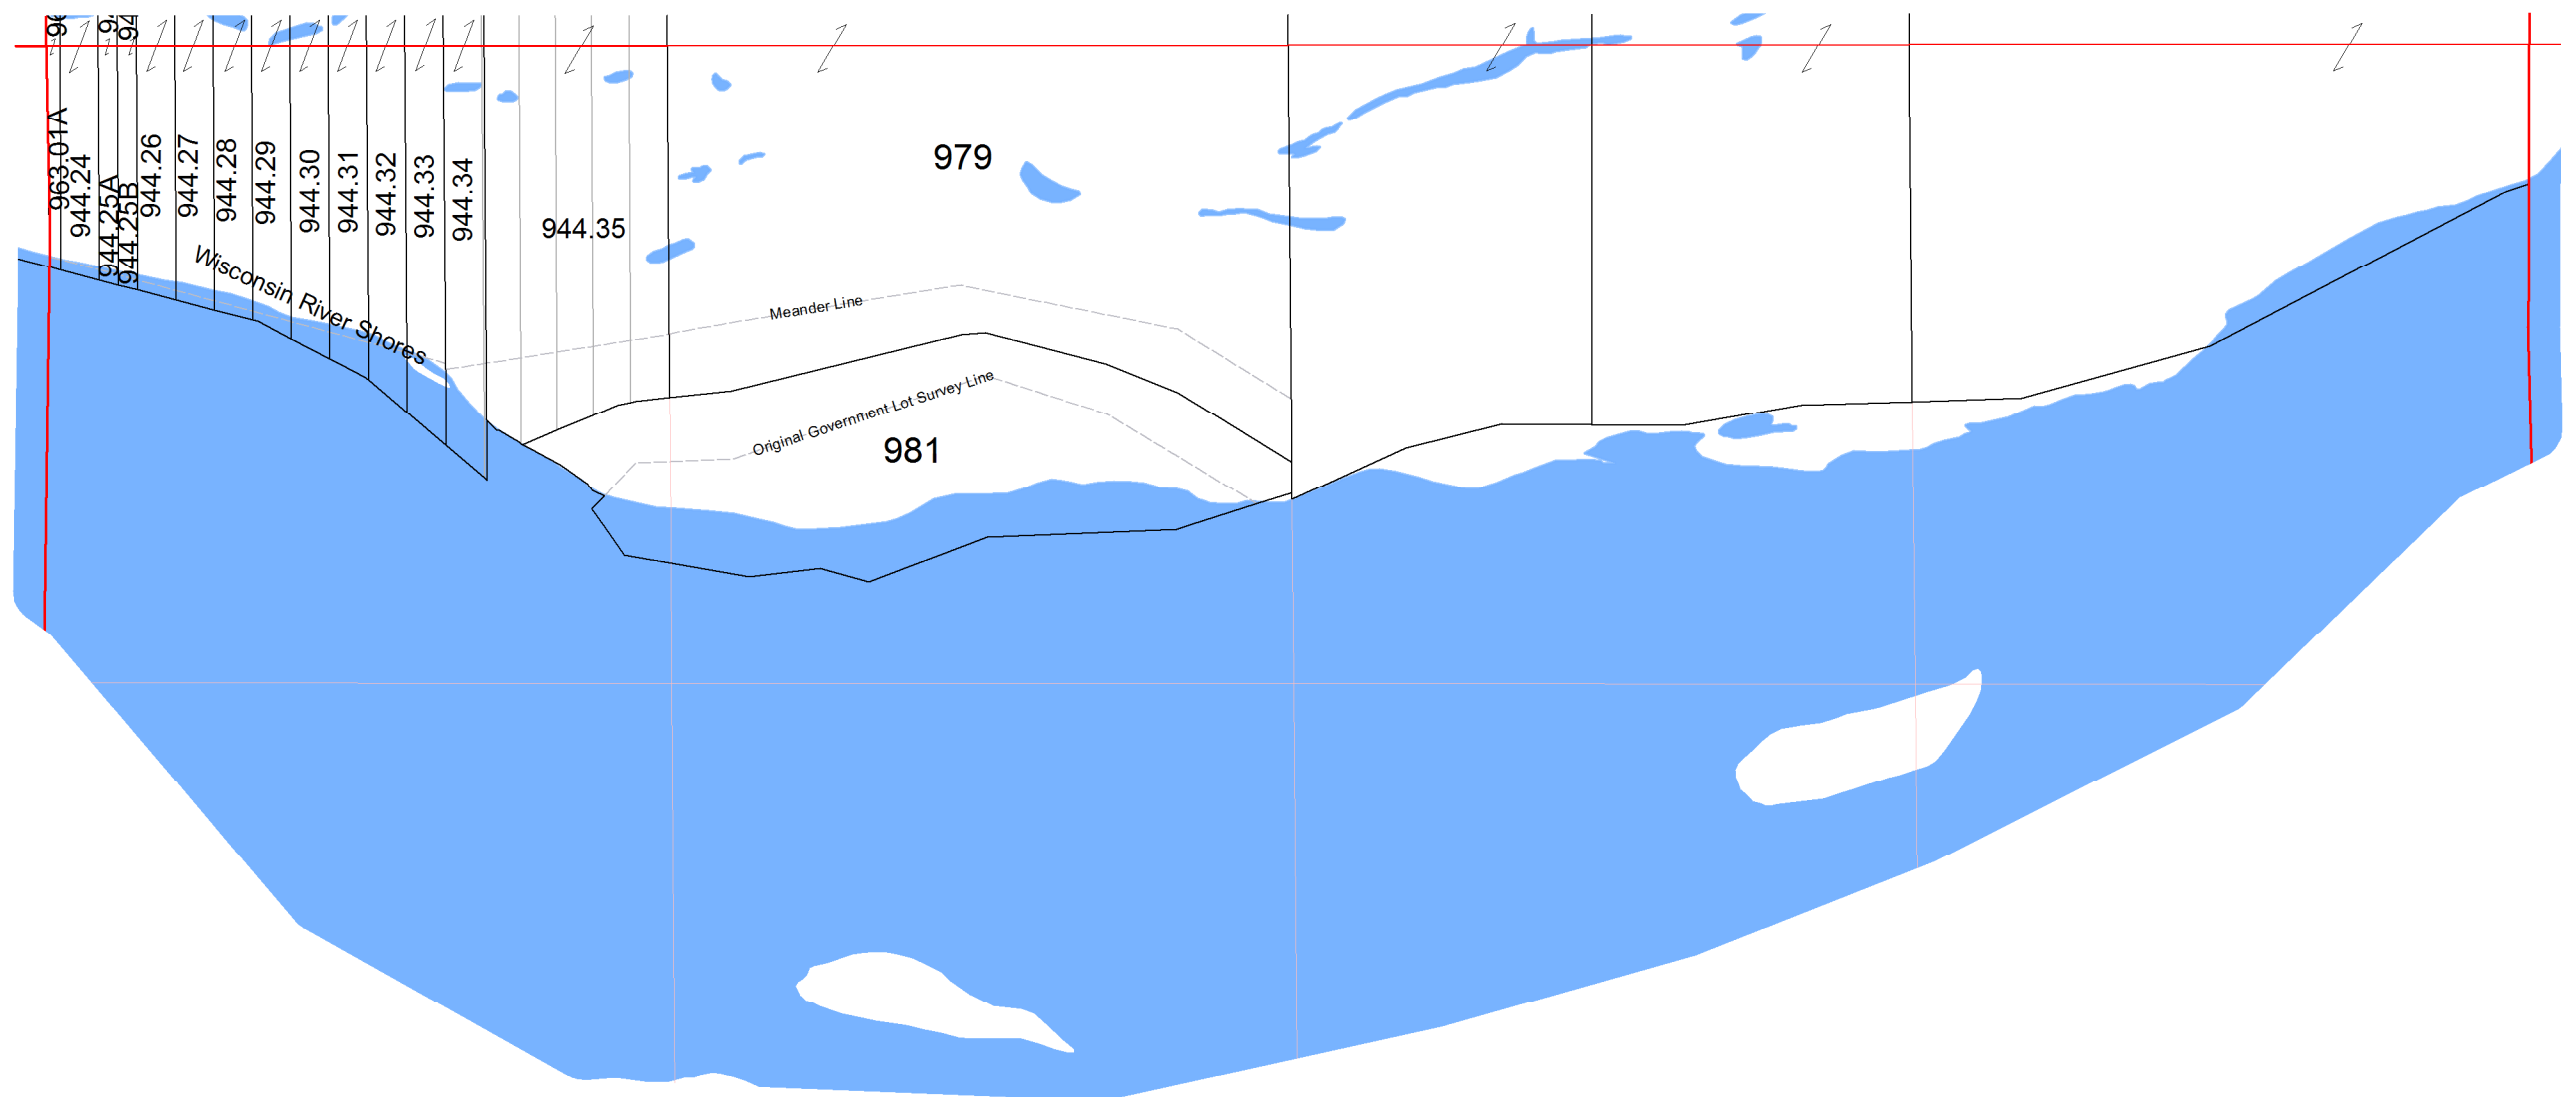 963.01A
944.24
944.25A
944.25B
944.26
944.27
944.28
944.29
944.30
944.31
944.32
944.33
944.34
944.35
979
Wisconsin River Shores
Meander Line
Original Government Lot Survey Line
981